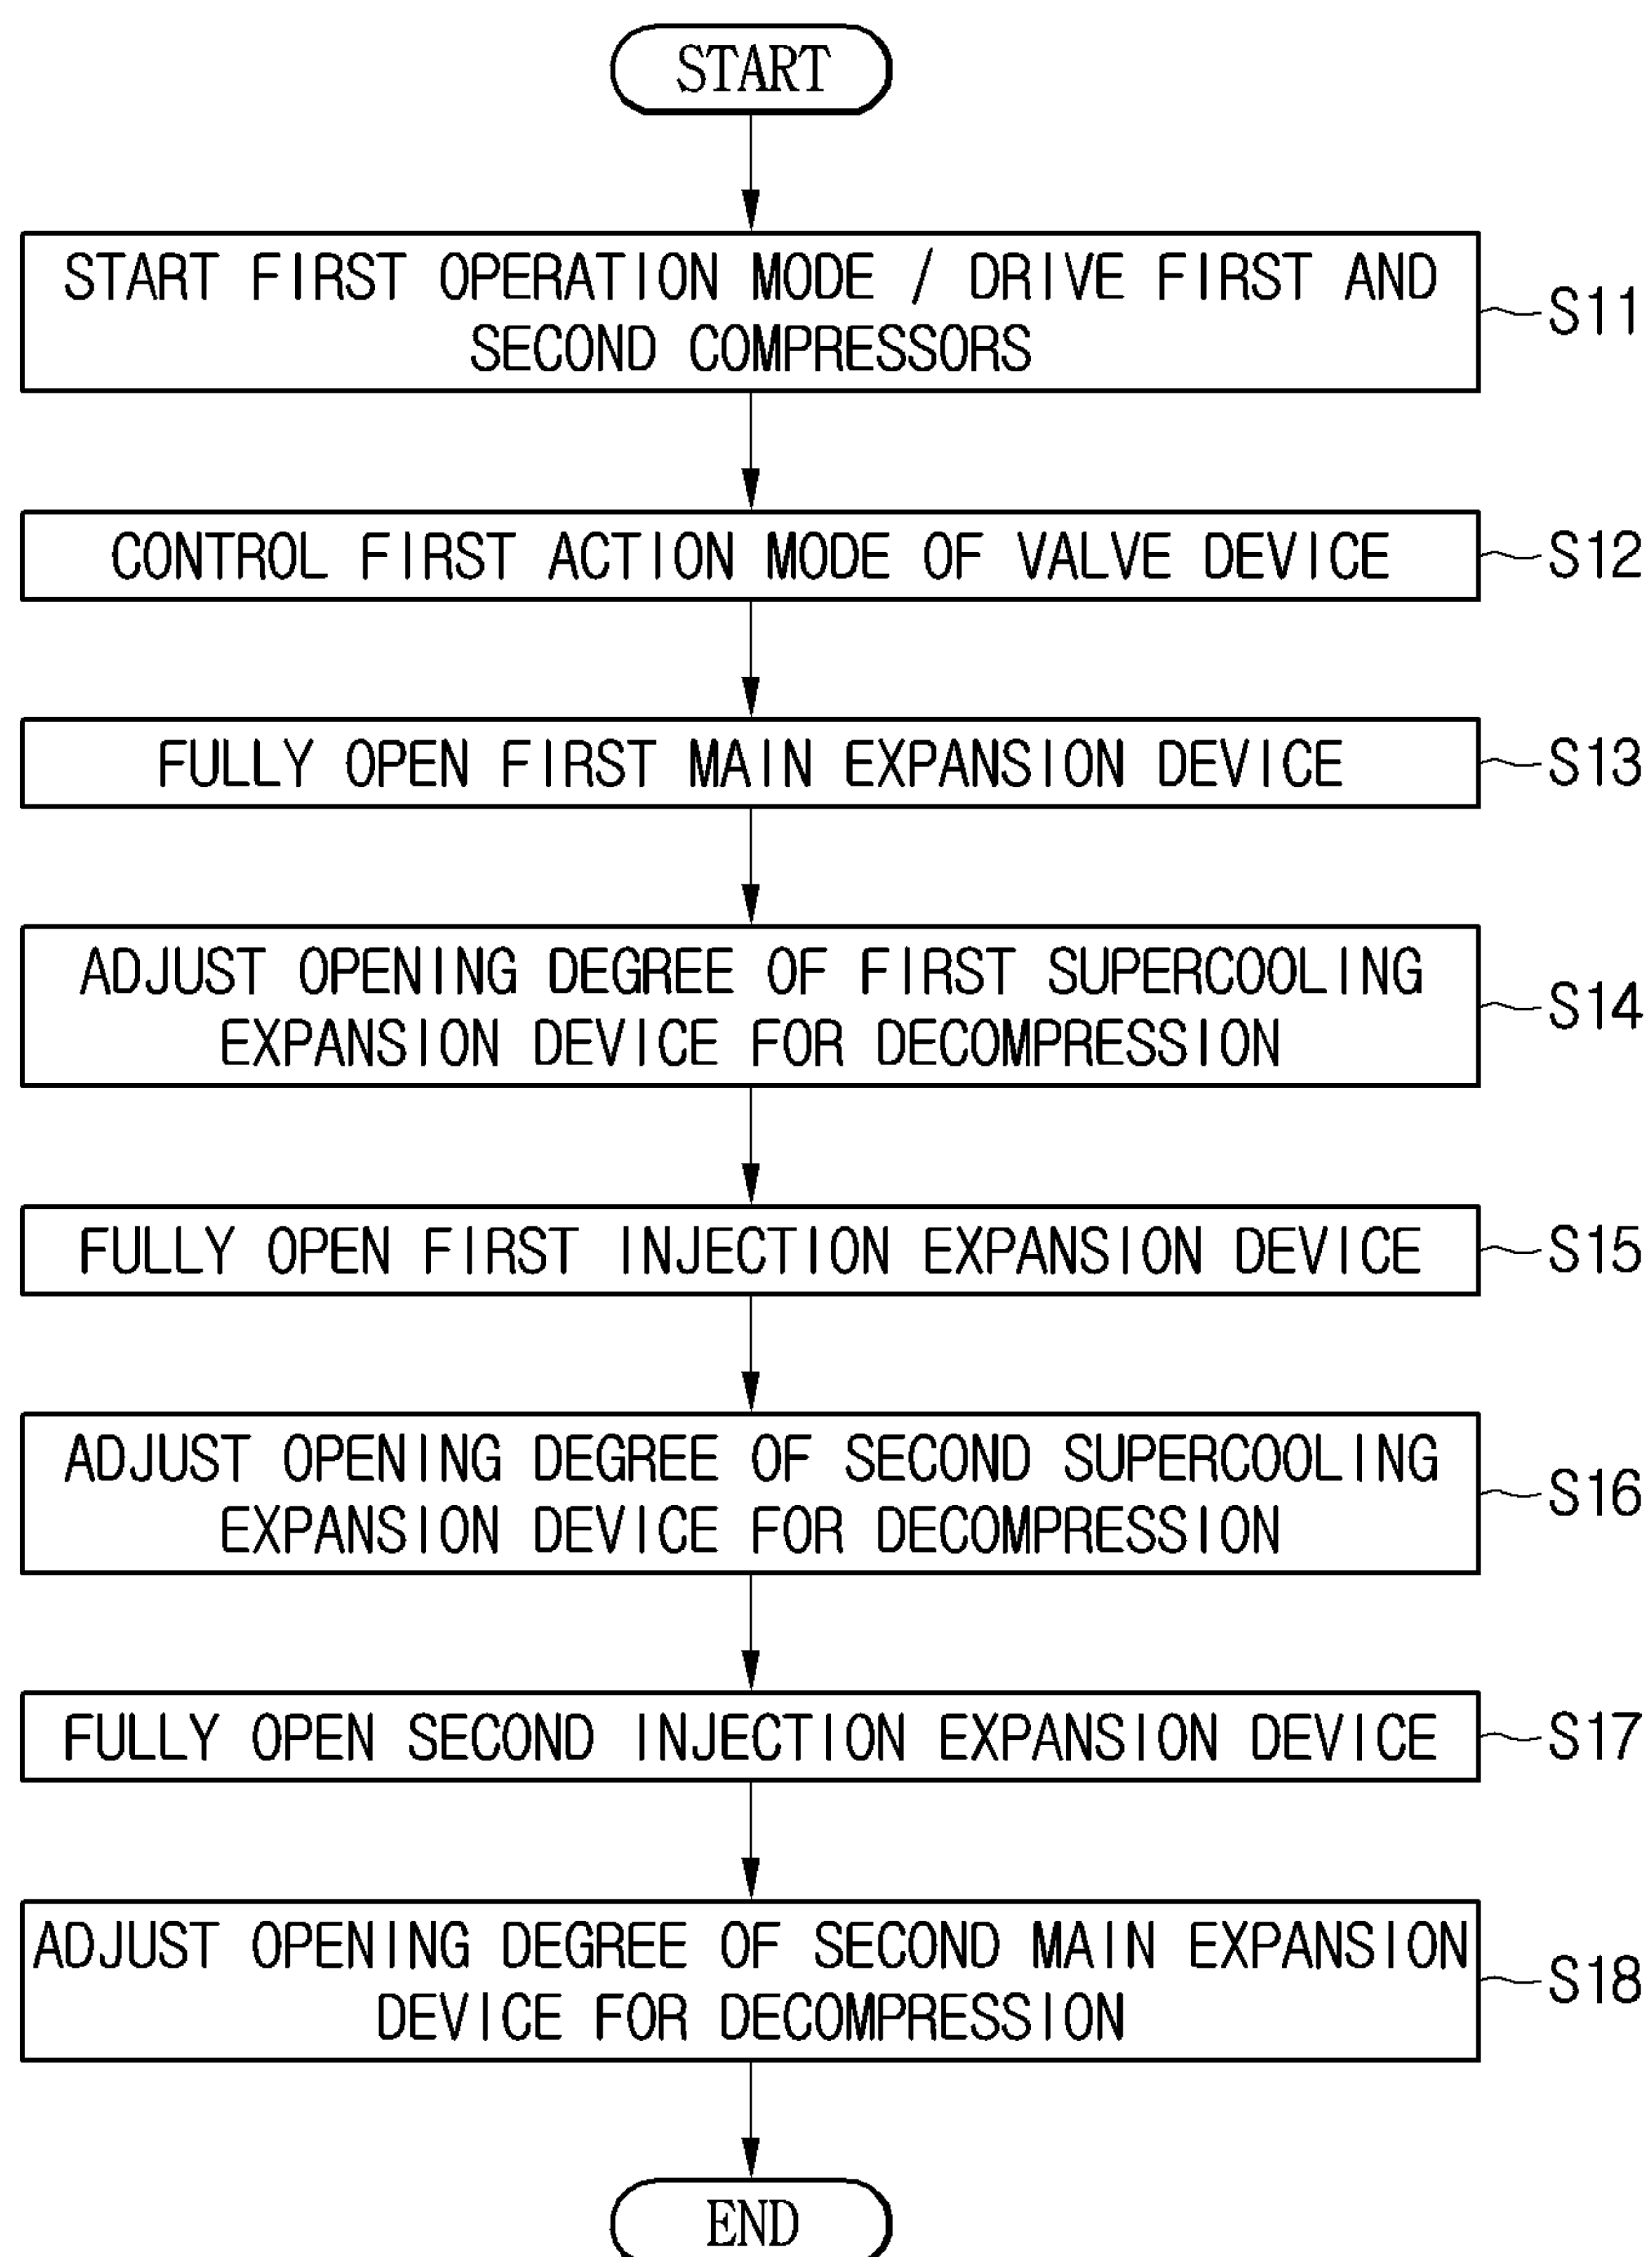 START
START FIRST OPERATION MODE / DRIVE FIRST AND
SECOND COMPRESSORS
S11
CONTROL FIRST ACTION MODE OF VALVE DEVICE
S12
FULLY OPEN FIRST MAIN EXPANSION DEVICE
S13
ADJUST OPENING DEGREE OF FIRST SUPERCOOLING
EXPANSION DEVICE FOR DECOMPRESSION
S14
FULLY OPEN FIRST INJECTION EXPANSION DEVICE
S15
ADJUST OPENING DEGREE OF SECOND SUPERCOOLING
EXPANSION DEVICE FOR DECOMPRESSION
S16
FULLY OPEN SECOND INJECTION EXPANSION DEVICE
S17
ADJUST OPENING DEGREE OF SECOND MAIN EXPANSION
DEVICE FOR DECOMPRESSION
S18
END